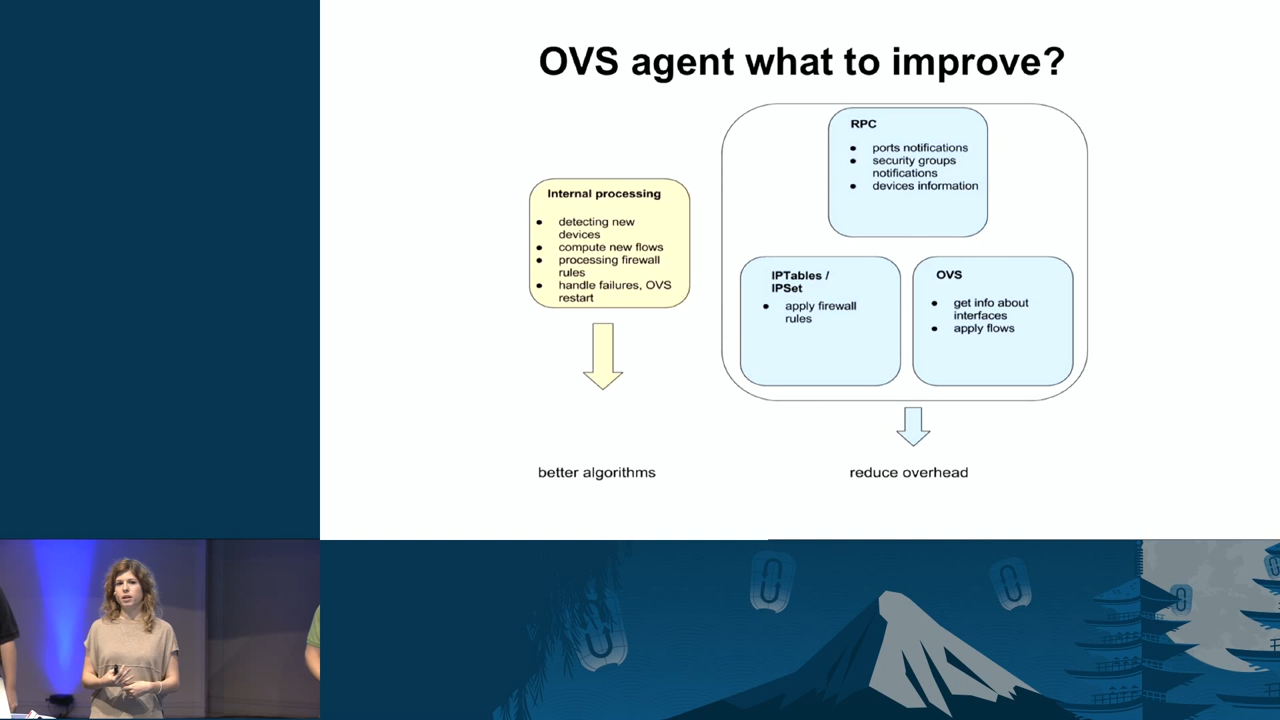 OVS agent what to improve?
Internal processing
● detecting new
devices
● compute new flows
● processing firewall
rules
● handle failures, OVS
restart
better algorithms
RPC
● ports notifications
● security groups
notifications
● devices information
IPTables /
IPSet
● apply firewall
rules
OVS
● get info about
interfaces
● apply flows
reduce overhead